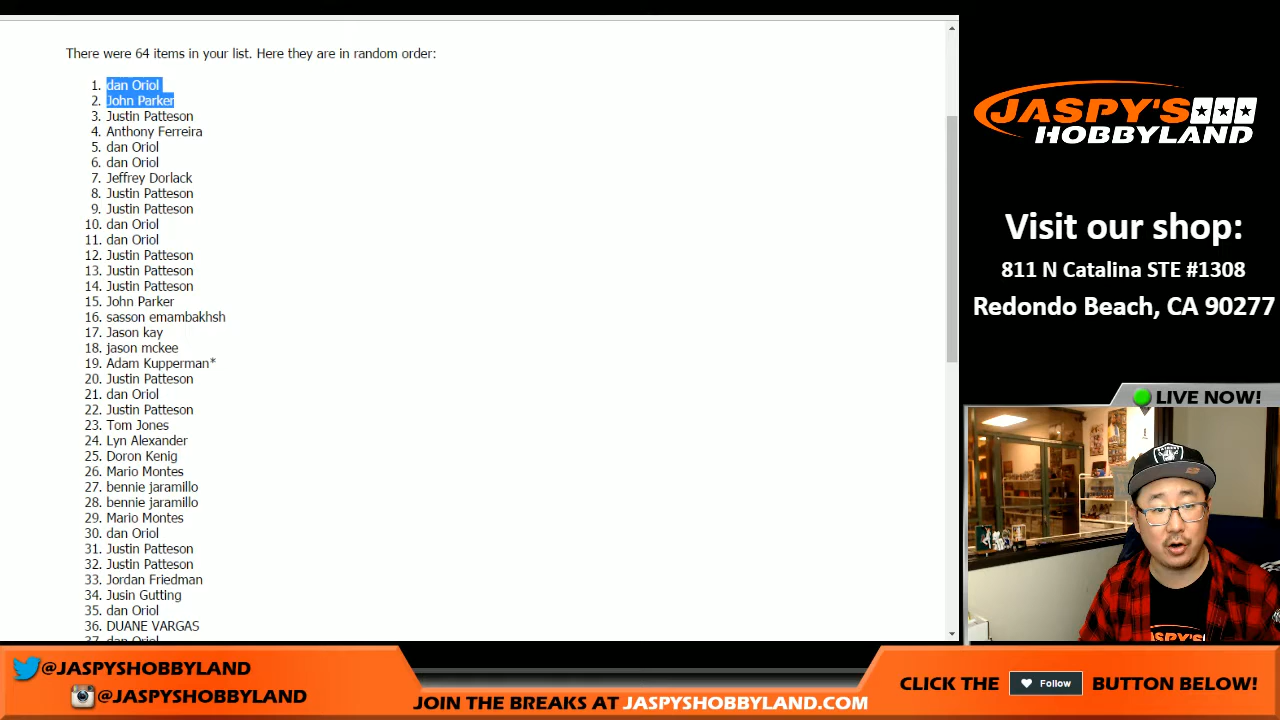 There were 64 items in your list. Here they are in random order:
1. dan Oriol
2. John Parker
3. Justin Patteson
4. Anthony Ferreira
5. dan Oriol
6. dan Oriol
7. Jeffrey Dorlack
8. Justin Patteson
9. Justin Patteson
10. dan Oriol
11. dan Oriol
12. Justin Patteson
13. Justin Patteson
14. Justin Patteson
15. John Parker
16. sasson emambakhsh
17. Jason kay
18. jason mckee
19. Adam Kupperman*
20. Justin Patteson
21. dan Oriol
22. Justin Patteson
23. Tom Jones
24. Lyn Alexander
25. Doron Kenig
26. Mario Montes
27. bennie jaramillo
28. bennie jaramillo
29. Mario Montes
30. dan Oriol
31. Justin Patteson
32. Justin Patteson
33. Jordan Friedman
34. Jusin Gutting
35. dan Oriol
36. DUANE VARGAS
37. dan Oriol
JASPY'S
HOBBYLAND
Visit our shop:
811 N Catalina STE #1308
Redondo Beach, CA 90277
LIVE NOW!
JASPY'S
@JASPYSHOBBYLAND
@JASPYSHOBBYLAND
JOIN THE BREAKS AT JASPYSHOBBYLAND.COM
CLICK THE Follow BUTTON BELOW!